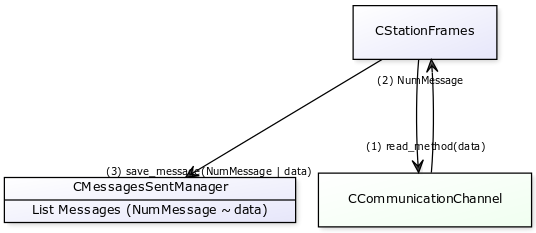 CStationFrames
(2) NumMessage
(1) read_method(data)
(3) save_message(NumMessage | data)
CMessagesSentManager
List Messages (NumMessage ~ data)
CCommunicationChannel